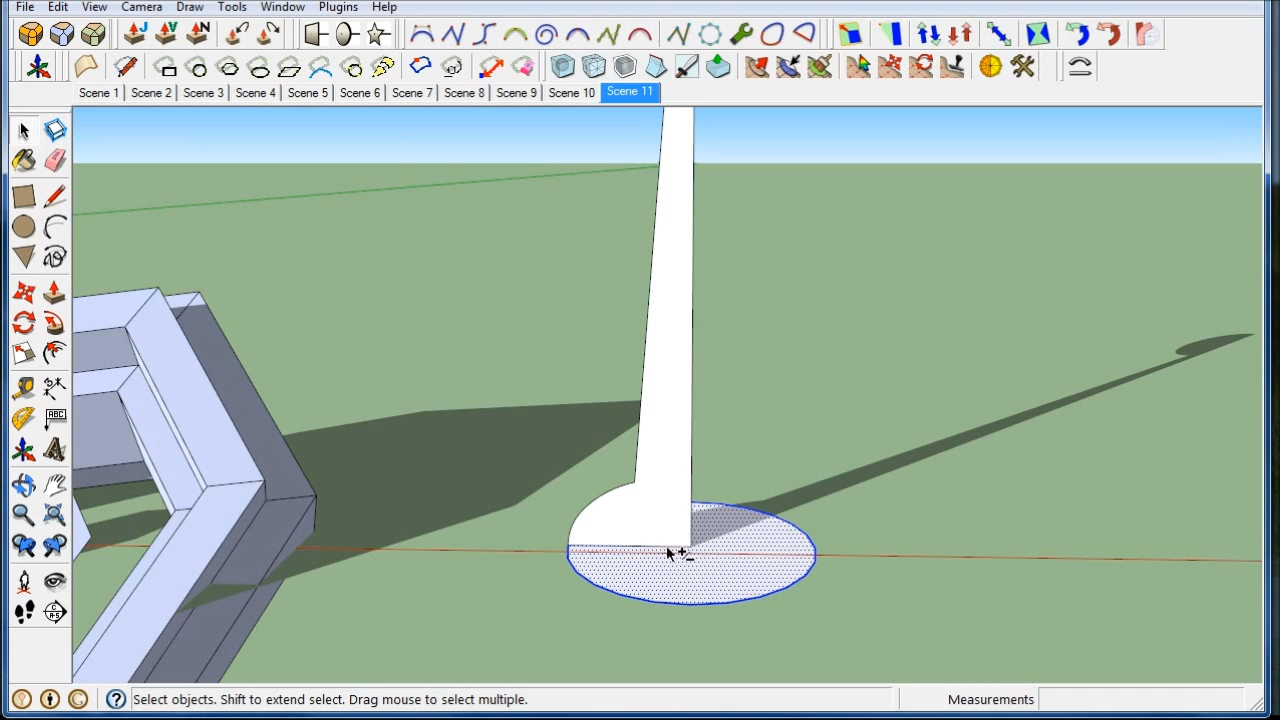 File Edit View Camera Draw Tools Window Plugins Help
J V N
Scene 1 Scene 2 Scene 3 Scene 4 Scene 5 Scene 6 Scene 7 Scene 8 Scene 9 Scene 10 Scene 11
ABC
Select objects. Shift to extend select. Drag mouse to select multiple. Measurements